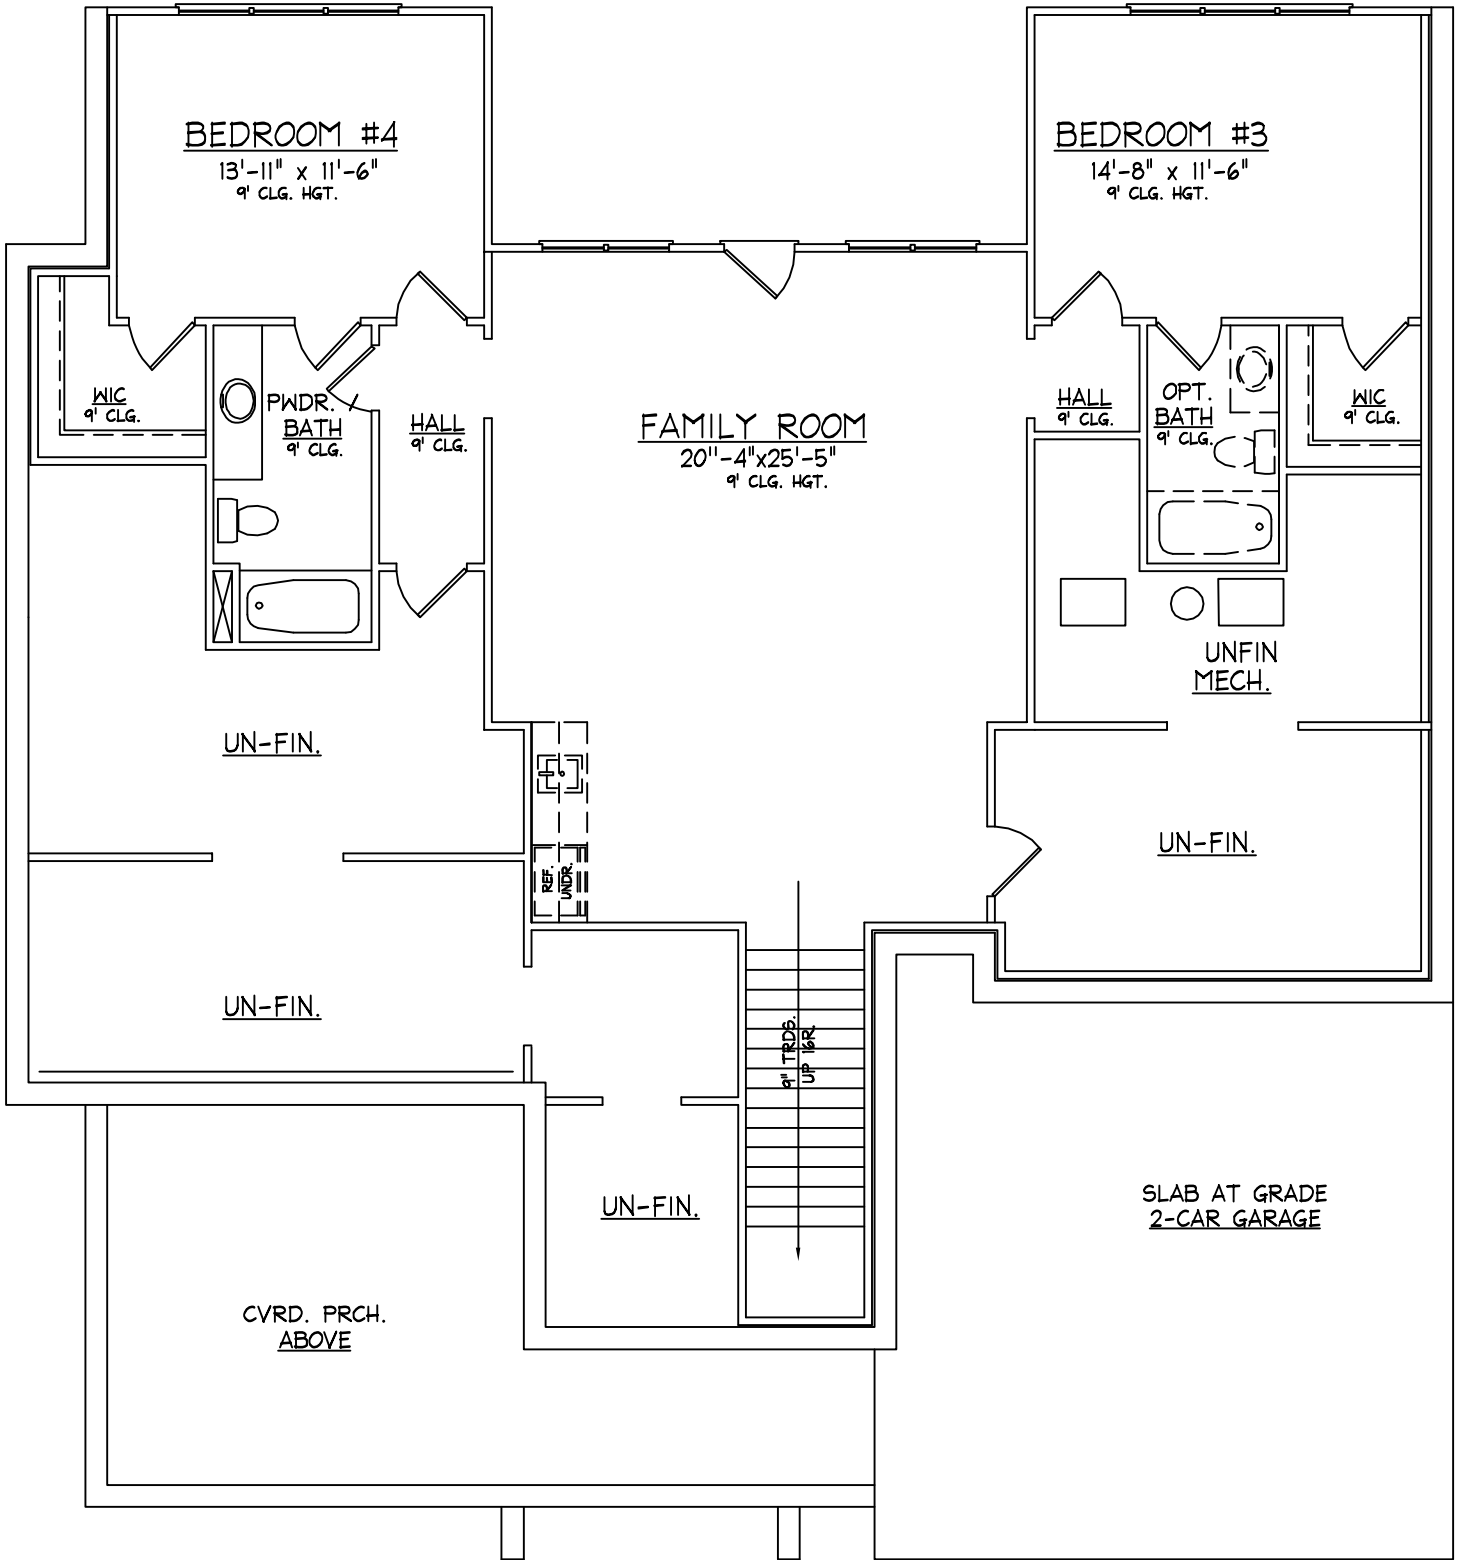 BEDROOM #4
13'-11" x 11'-6"
9' CLG. HGT.
BEDROOM #3
14'-8" x 11'-6"
9' CLG. HGT.
WIC
9' CLG.
PWDR. /
BATH
9' CLG.
HALL
9' CLG.
FAMILY ROOM
20"-4"x25'-5"
9' CLG. HGT.
HALL
9' CLG.
OPT.
BATH
9' CLG.
WIC
9' CLG.
UNFIN
MECH.
UN-FIN.
REF.
UNDR.
UN-FIN.
UN-FIN.
9" TRDS.
UP 16R.
UN-FIN.
SLAB AT GRADE
2-CAR GARAGE
CVRD. PRCH.
ABOVE